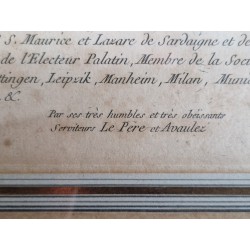 S. Maurice et Lazare de Sardaigne et de
de l'Electeur Palatin, Membre de la Soci
ttingen, Leipzik, Manheim, Milan, Muni
&.
Par ses très humbles et très obéissants
Serviteurs Le Père et Avaulez